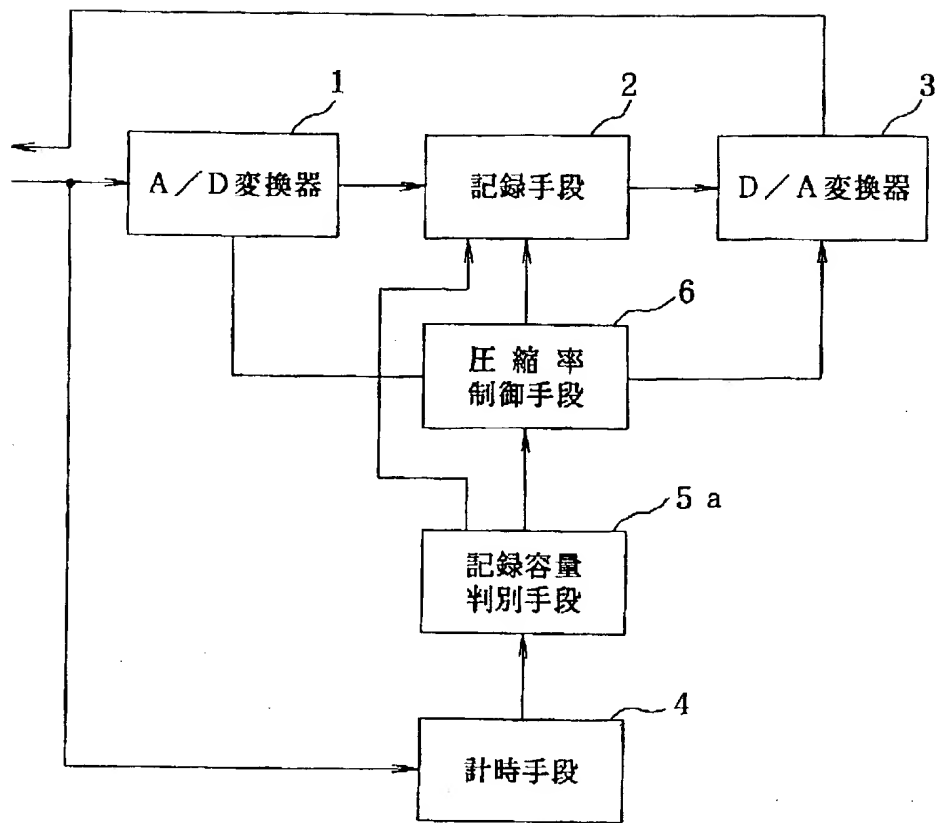 1
2
3
A/D変換器
記録手段
D/A変換器
6
圧縮率
制御手段
5a
記録容量
判別手段
4
計時手段